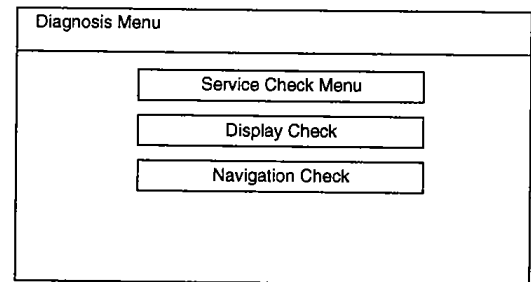 Diagnosis Menu
Service Check Menu
Display Check
Navigation Check